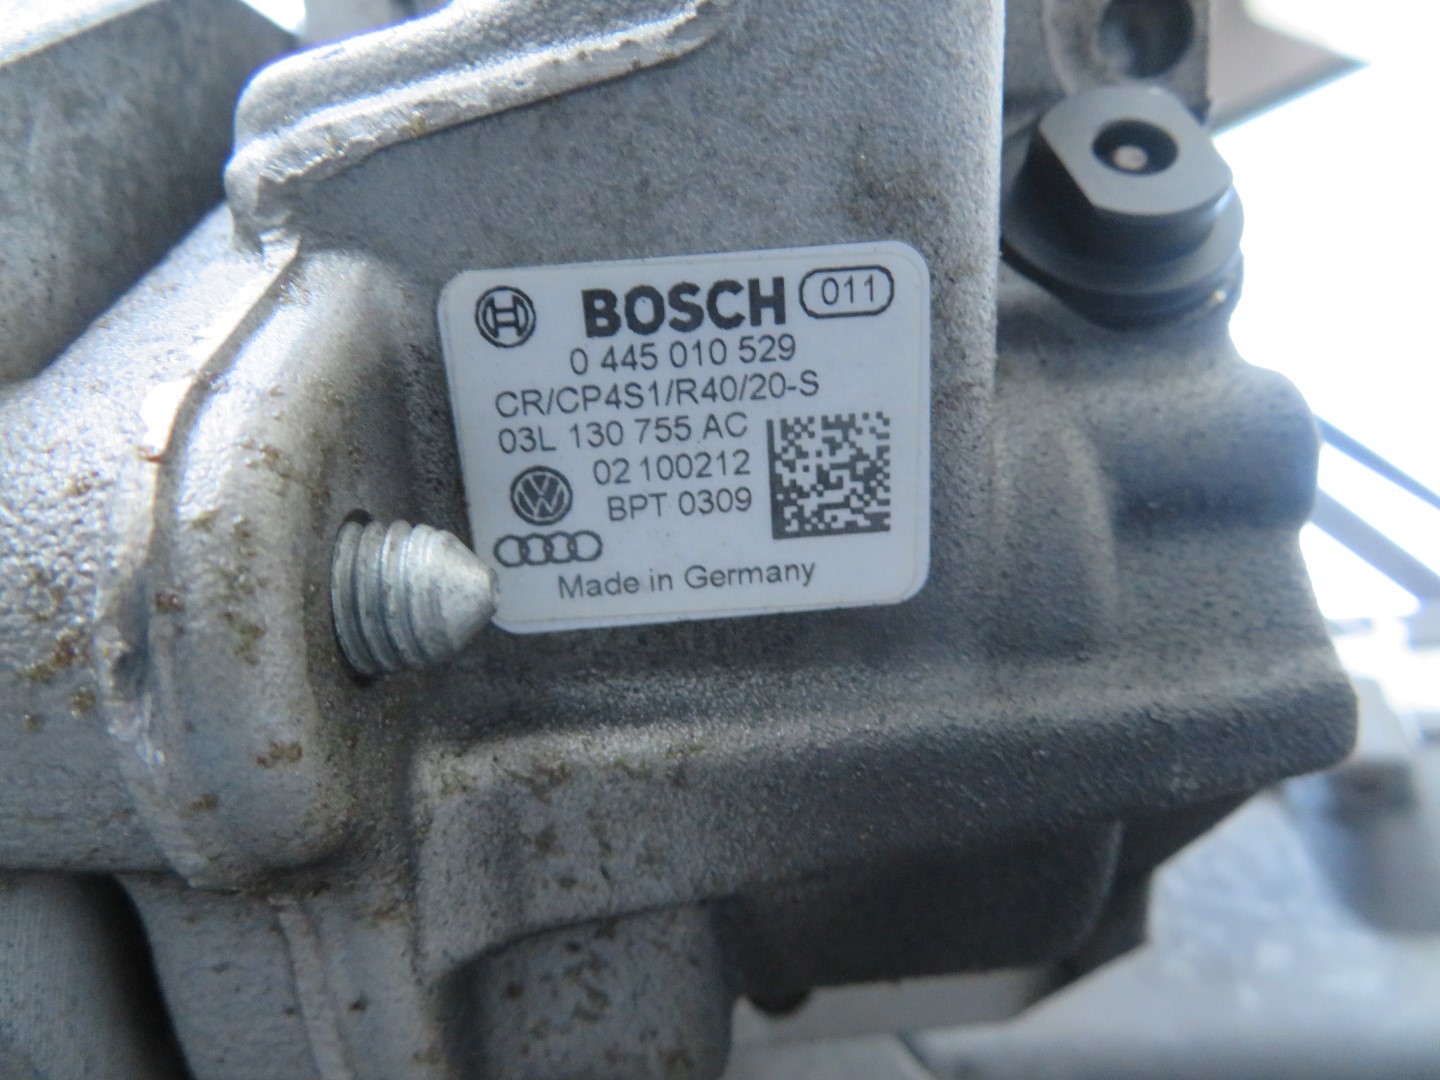 BOSCH 011
0 445 010 529
CR/CP4S1/R40/20-S
03L 130 755 AC
02 100212
BPT 0309
Made in Germany